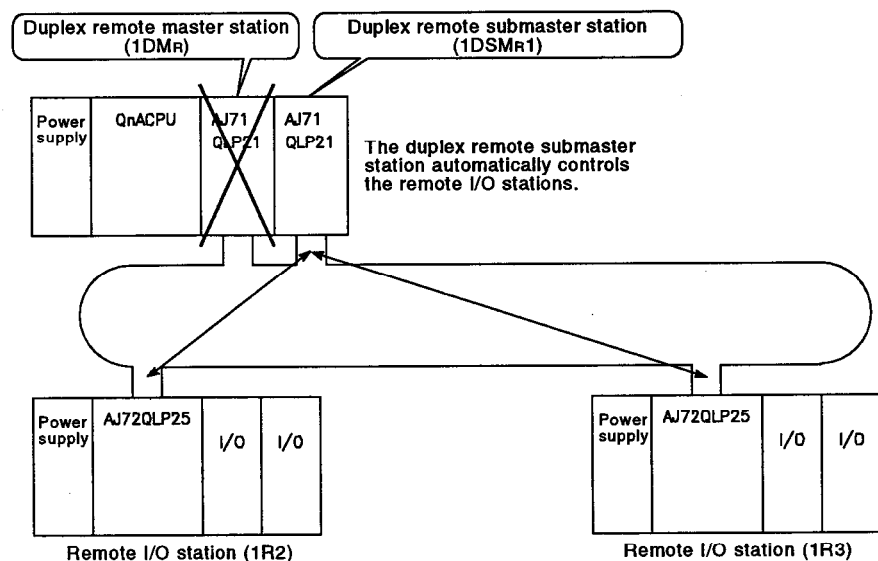 Duplex remote master station
(1DMR)
Duplex remote submaster station
(1DSMR1)
Power
supply
QnACPU
AJ71
QLP21
AJ71
QLP21
The duplex remote submaster
station automatically controls
the remote I/O stations.
Power
supply
AJ72QLP25
I/O
I/O
Remote I/O station (1R2)
Power
supply
AJ72QLP25
I/O
I/O
Remote I/O station (1R3)